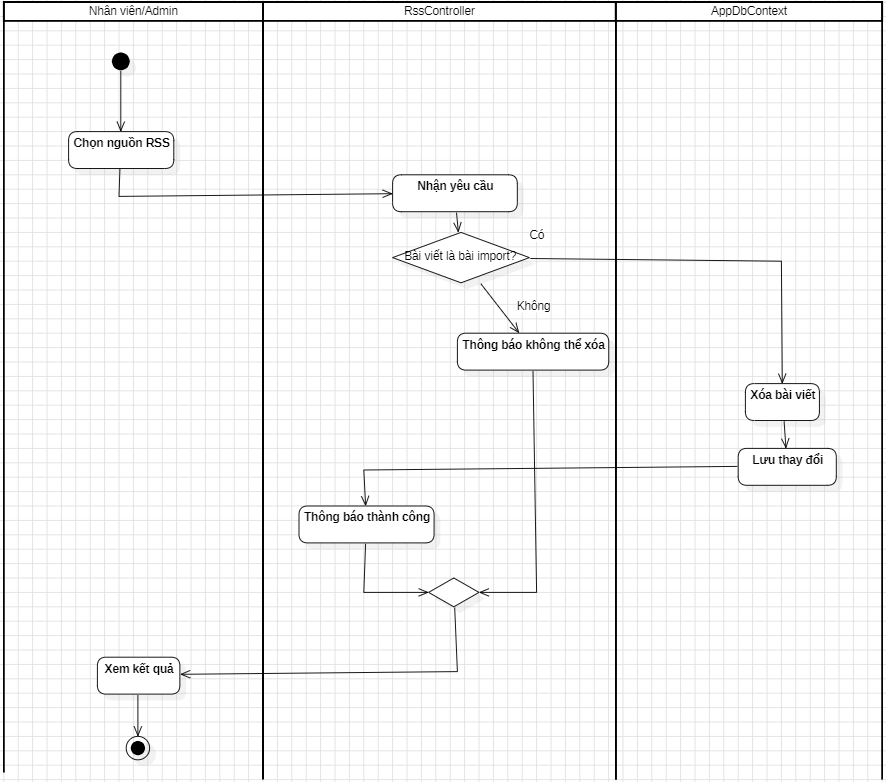 Nhân viên/Admin
RssController
AppDbContext
Chọn nguồn RSS
Nhận yêu cầu
Có
Bài viết là bài import?
Không
Thông báo không thể xóa
Xóa bài viết
Lưu thay đổi
Thông báo thành công
Xem kết quả